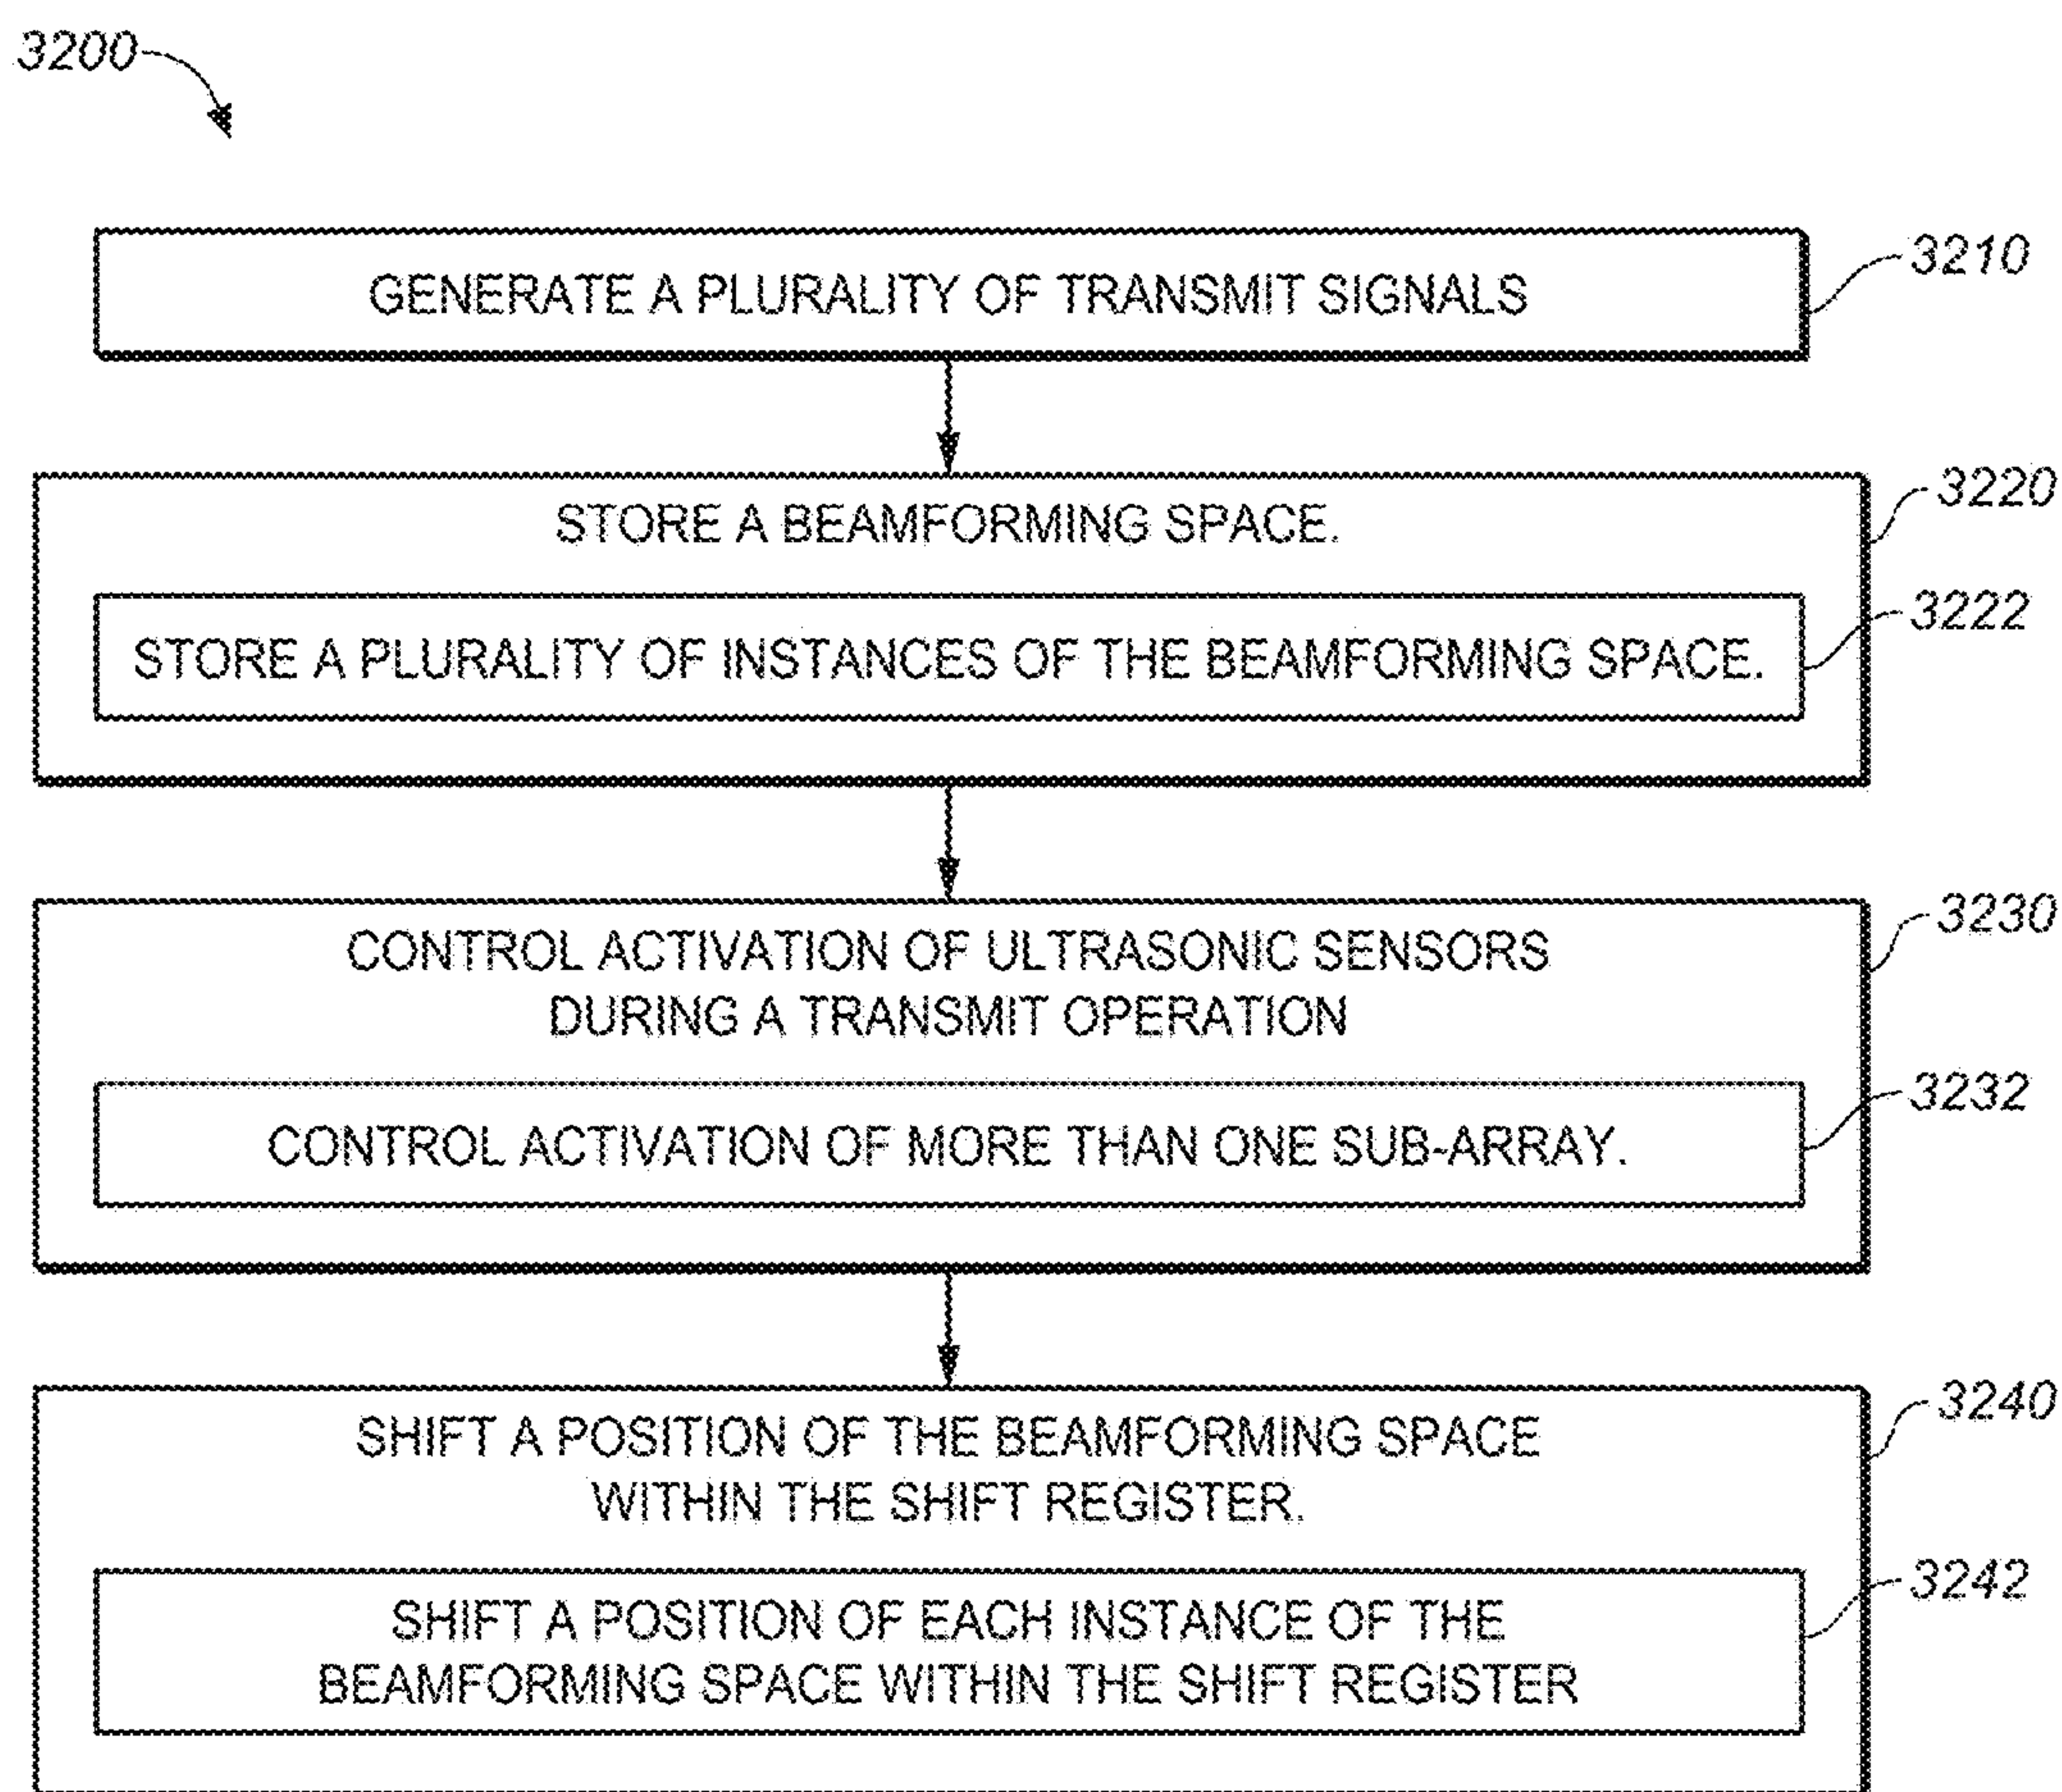 3200
GENERATE A PLURALITY OF TRANSMIT SIGNALS
3210
STORE A BEAMFORMING SPACE.
3220
STORE A PLURALITY OF INSTANCES OF THE BEAMFORMING SPACE.
3222
CONTROL ACTIVATION OF ULTRASONIC SENSORS
DURING A TRANSMIT OPERATION
3230
CONTROL ACTIVATION OF MORE THAN ONE SUB-ARRAY.
3232
SHIFT A POSITION OF THE BEAMFORMING SPACE
WITHIN THE SHIFT REGISTER.
3240
SHIFT A POSITION OF EACH INSTANCE OF THE
BEAMFORMING SPACE WITHIN THE SHIFT REGISTER
3242